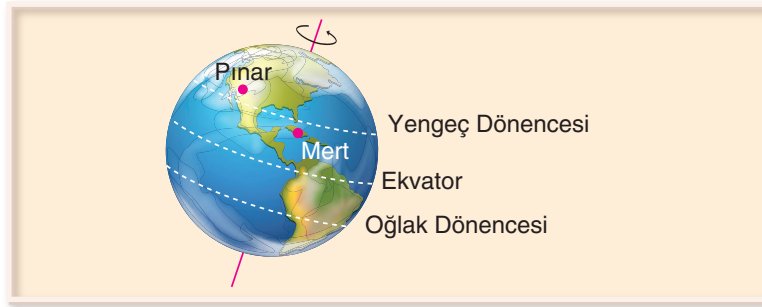 Pınar
Yengeç Dönencesi
Mert
Ekvator
Oğlak Dönencesi